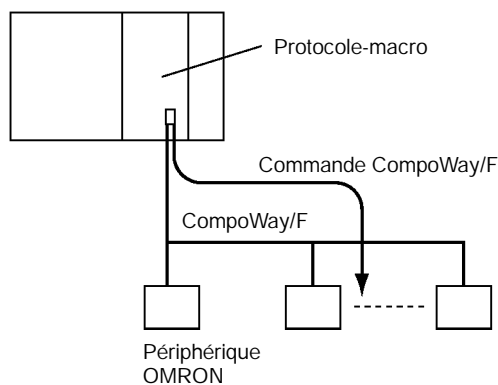 Protocole-macro
Commande CompoWay/F
CompoWay/F
Périphérique
OMRON